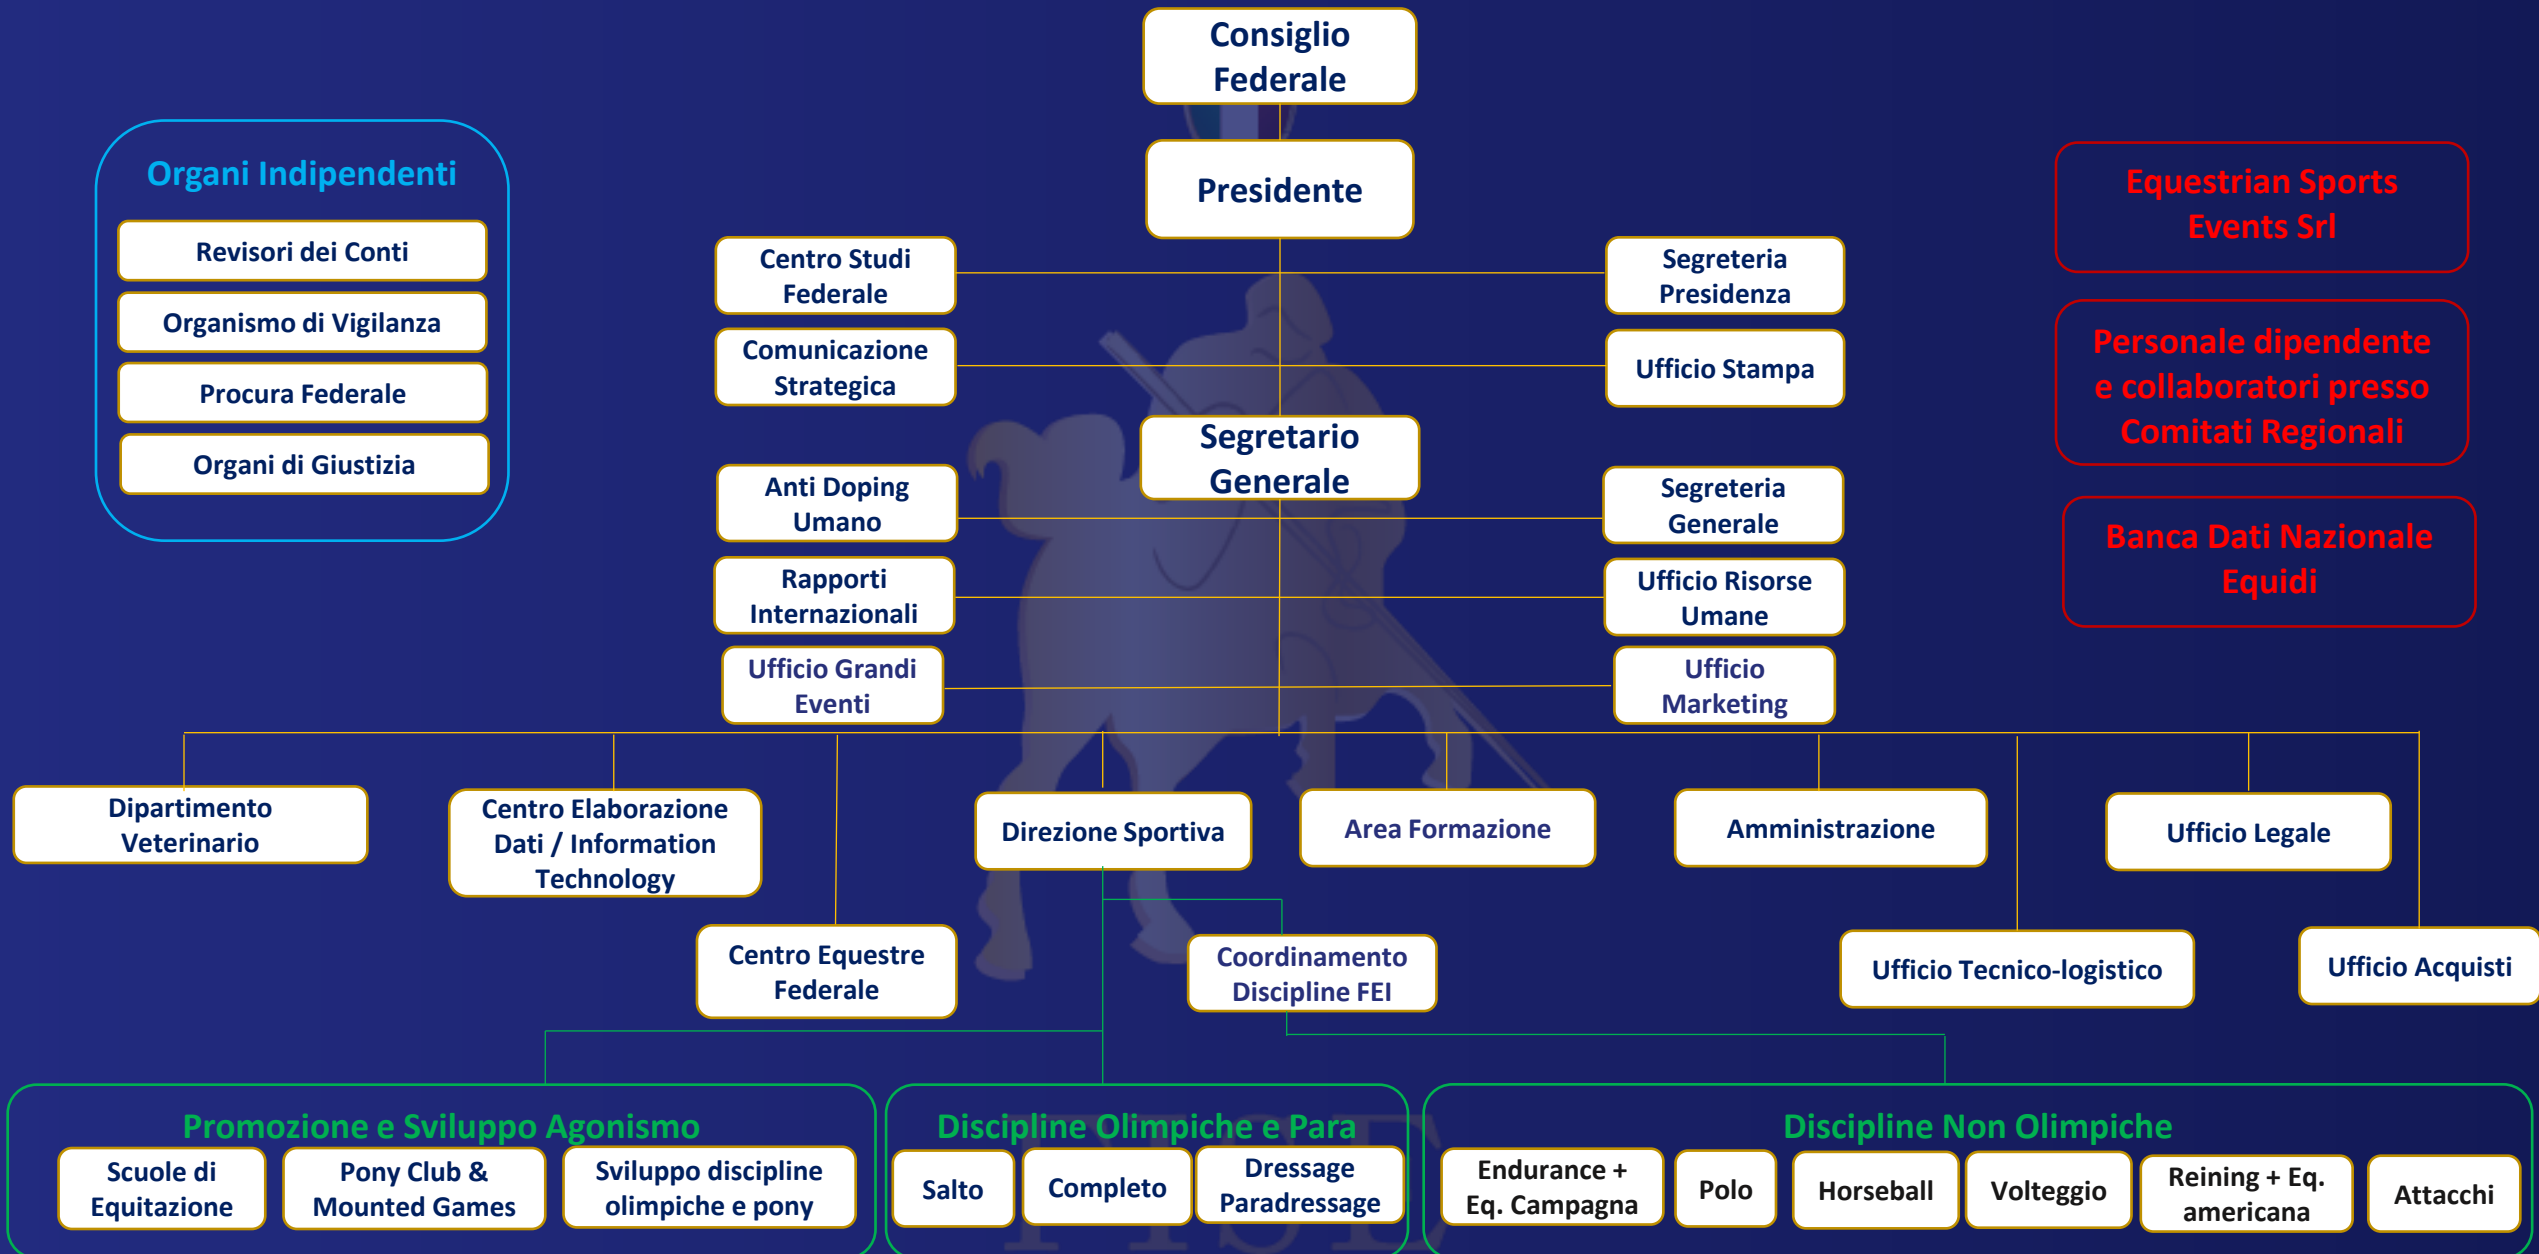 Consiglio
Federale
Presidente
Organi Indipendenti
Revisori dei Conti
Organismo di Vigilanza
Procura Federale
Organi di Giustizia
Equestrian Sports
Events Srl
Personale dipendente
e collaboratori presso
Comitati Regionali
Banca Dati Nazionale
Equidi
Centro Studi
Federale
Segreteria
Presidenza
Comunicazione
Strategica
Ufficio Stampa
Segretario
Generale
Anti Doping
Umano
Segreteria
Generale
Rapporti
Internazionali
Ufficio Risorse
Umane
Ufficio Grandi
Eventi
Ufficio
Marketing
Dipartimento
Veterinario
Centro Elaborazione
Dati / Information
Technology
Direzione Sportiva
Area Formazione
Amministrazione
Ufficio Legale
Centro Equestre
Federale
Coordinamento
Discipline FEI
Ufficio Tecnico-logistico
Ufficio Acquisti
Promozione e Sviluppo Agonismo
Scuole di
Equitazione
Pony Club &
Mounted Games
Sviluppo discipline
olimpiche e pony
Discipline Olimpiche e Para
Salto
Completo
Dressage
Paradressage
Discipline Non Olimpiche
Endurance +
Eq. Campagna
Polo
Horseball
Volteggio
Reining + Eq.
americana
Attacchi
FISE